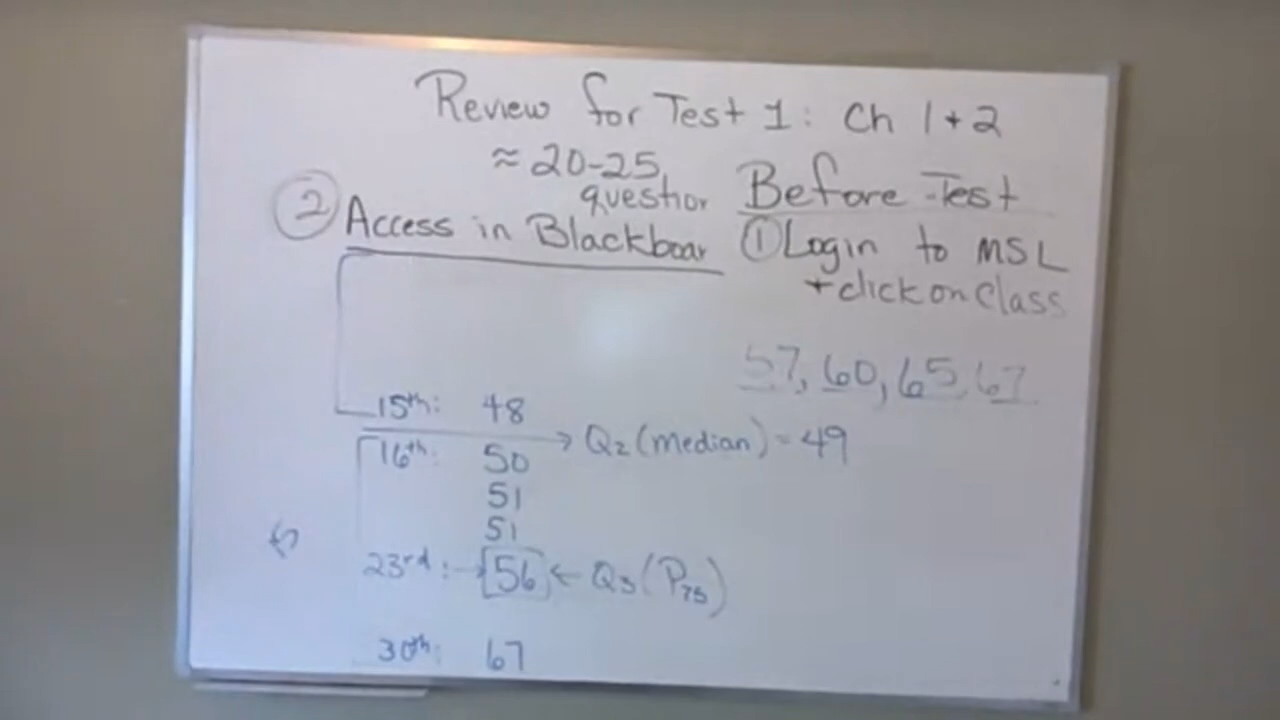 Review for Test 1: Ch 1+2
≈ 20-25
question
Before Test
② Access in Blackboar
① Login to MSL
+ click on Class
57, 60, 65, 67
15th: 48
→ Q2 (median) = 49
16th: 50
51
51
23rd: → 56 ← Q3 (P75)
30th: 67